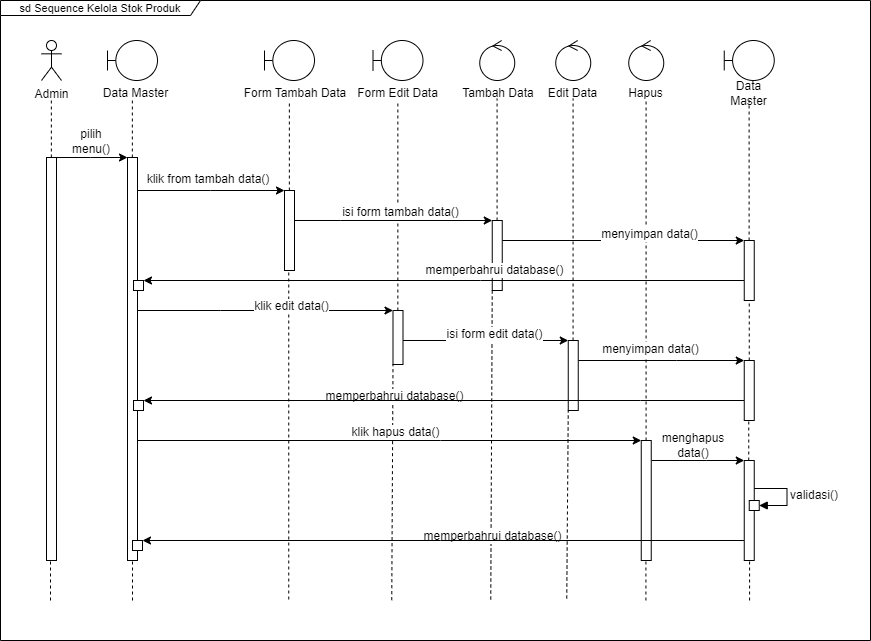 sd Sequence Kelola Stok Produk
Admin
Data Master
Form Tambah Data
Form Edit Data
Tambah Data
Edit Data
Hapus
Data
Master
pilih
menu()
klik from tambah data()
isi form tambah data()
menyimpan data()
memperbahrui database()
klik edit data()
isi form edit data()
menyimpan data()
memperbahrui database()
klik hapus data()
menghapus
data()
validasi()
memperbahrui database()